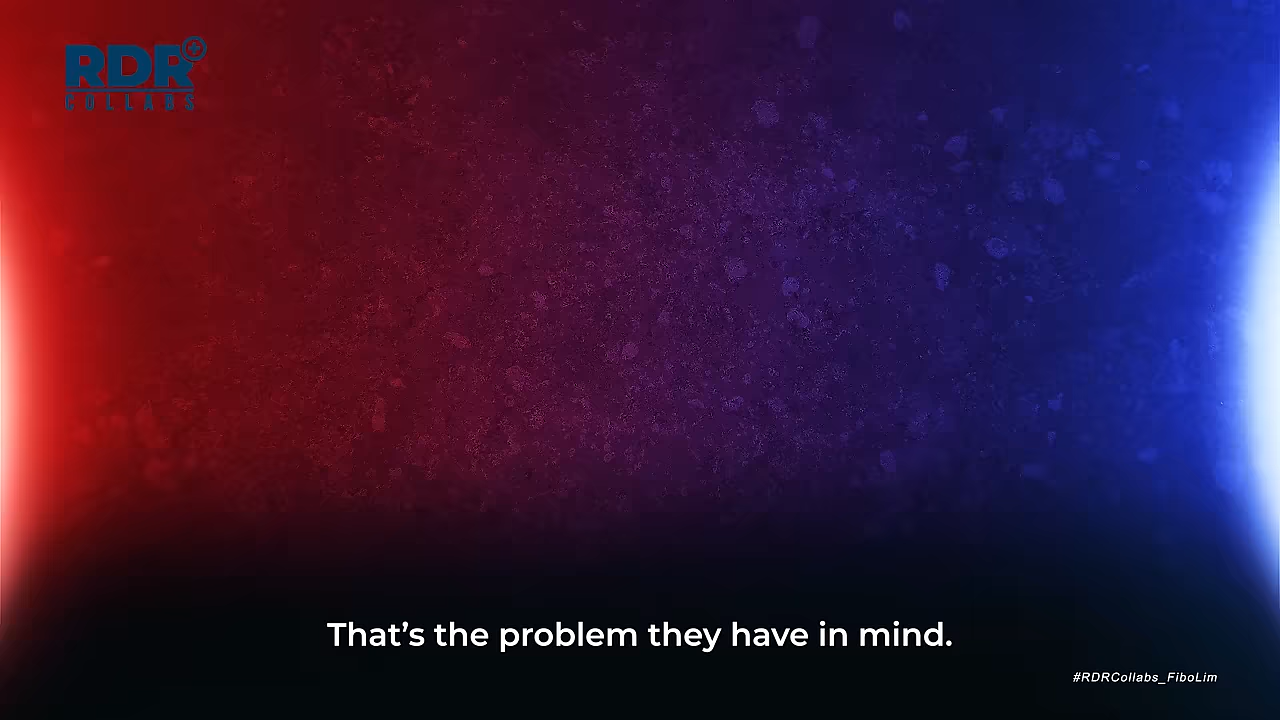 RDR
COLLABS
That’s the problem they have in mind.
#RDRCollabs_FiboLim